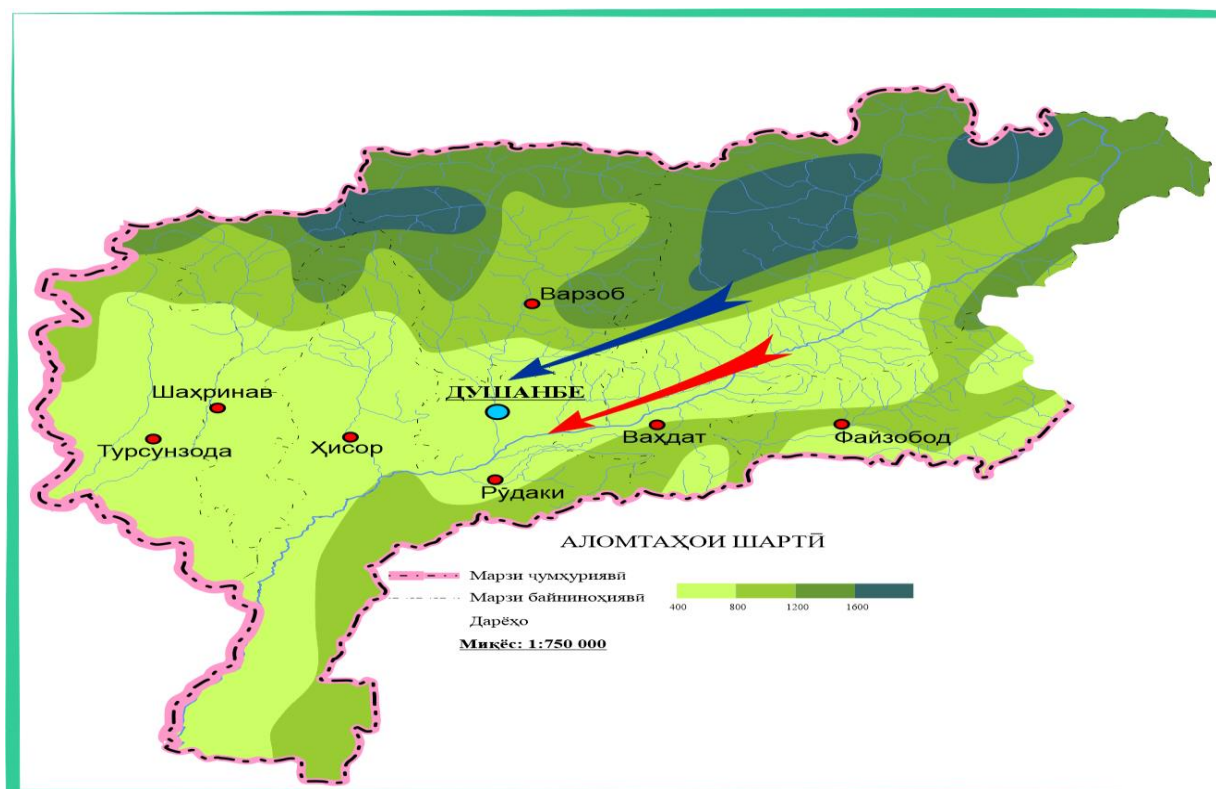 Варзоб
ДУШАНБЕ
Шаҳринав
Турсунзода
Ҳисор
Ваҳдат
Файзобод
Рӯдаки
АЛОМТАҲОИ ШАРТӢ
Марзи ҷумҳуриявӣ
Марзи байниноҳиявӣ
Дарёҳо
Миқёс: 1:750 000
400 800 1200 1600